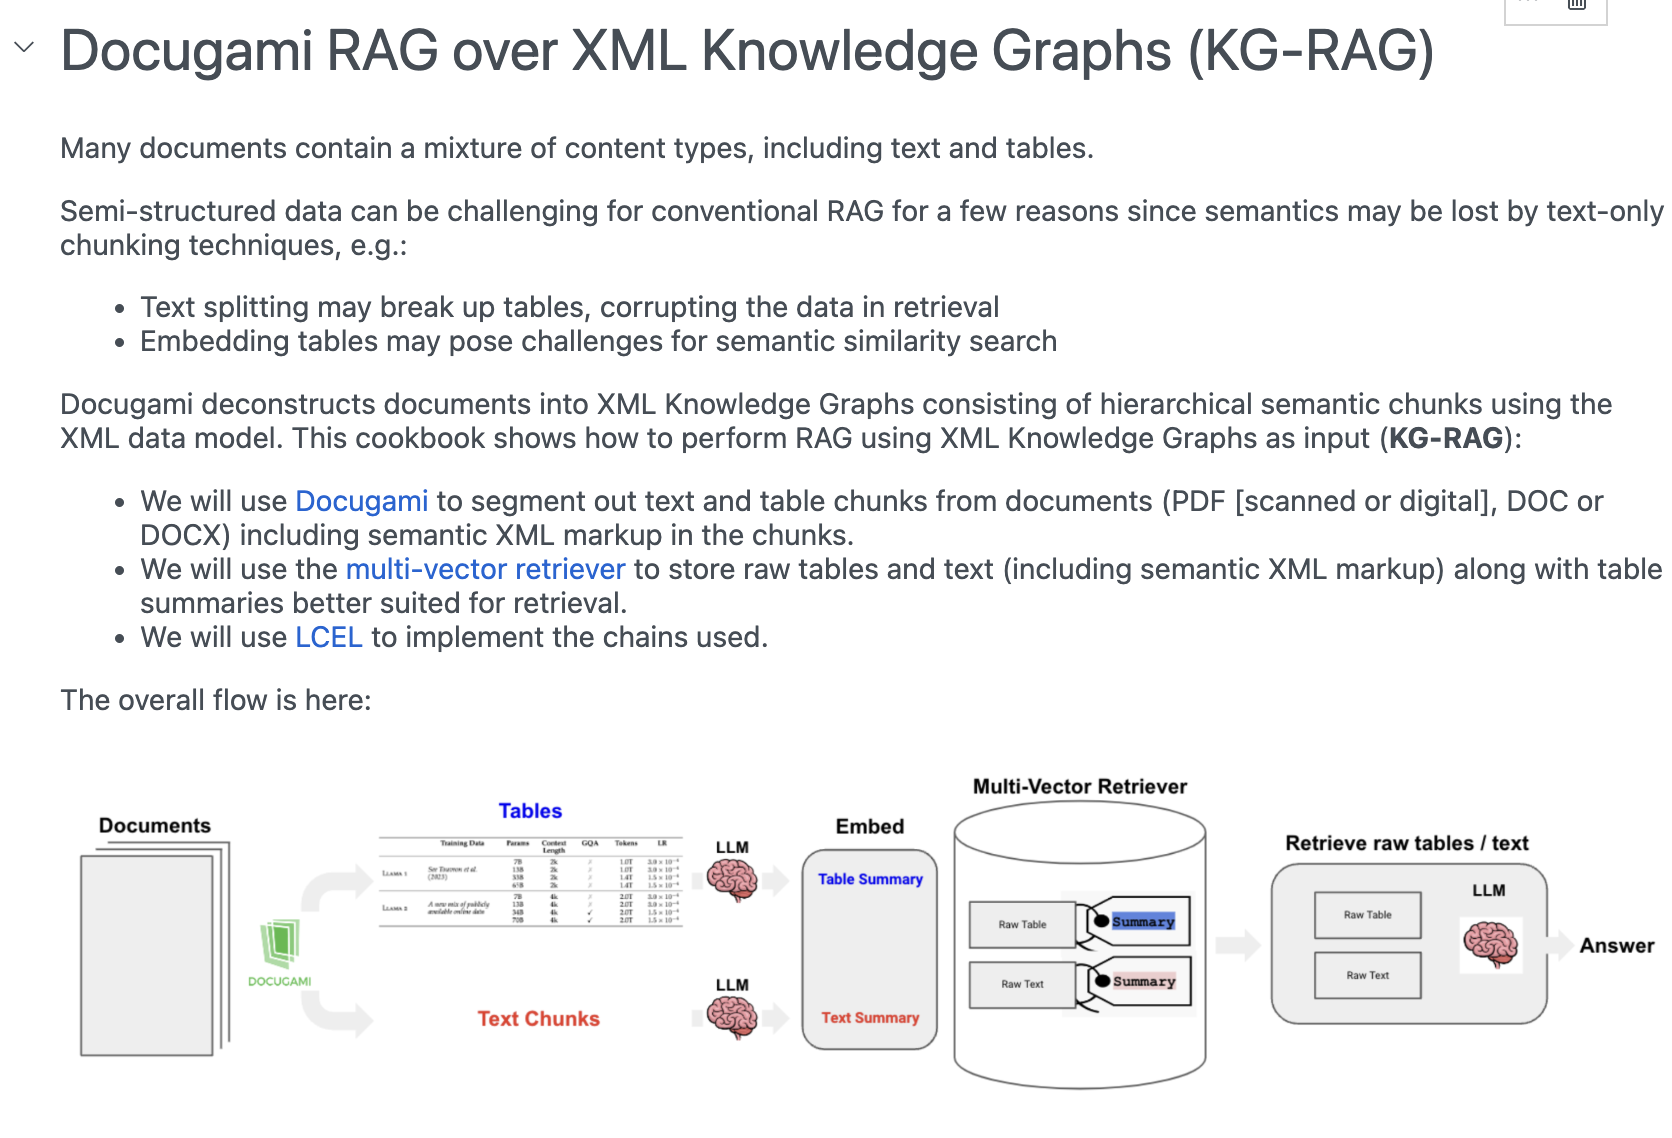 Docugami RAG over XML Knowledge Graphs (KG-RAG)
Many documents contain a mixture of content types, including text and tables.
Semi-structured data can be challenging for conventional RAG for a few reasons since semantics may be lost by text-only
chunking techniques, e.g.:
• Text splitting may break up tables, corrupting the data in retrieval
• Embedding tables may pose challenges for semantic similarity search
Docugami deconstructs documents into XML Knowledge Graphs consisting of hierarchical semantic chunks using the
XML data model. This cookbook shows how to perform RAG using XML Knowledge Graphs as input (KG-RAG):
• We will use Docugami to segment out text and table chunks from documents (PDF [scanned or digital], DOC or
DOCX) including semantic XML markup in the chunks.
• We will use the multi-vector retriever to store raw tables and text (including semantic XML markup) along with table
summaries better suited for retrieval.
• We will use LCEL to implement the chains used.
The overall flow is here:
Documents
DOCUGAMI
Tables
Training Data Params Context Length GQA Tokens LR
LLAMA 1
See Touvron et al.
(2023)
7B 2k ✗ 1.0T 3.0 × 10⁻⁴
13B 2k ✗ 1.0T 3.0 × 10⁻⁴
33B 2k ✗ 1.4T 1.5 × 10⁻⁴
65B 2k ✗ 1.4T 1.5 × 10⁻⁴
LLAMA 2
A new mix of publicly
available online data
7B 4k ✗ 2.0T 3.0 × 10⁻⁴
13B 4k ✗ 2.0T 3.0 × 10⁻⁴
34B 4k ✓ 2.0T 1.5 × 10⁻⁴
70B 4k ✓ 2.0T 1.5 × 10⁻⁴
Text Chunks
LLM
LLM
Embed
Table Summary
Text Summary
Multi-Vector Retriever
Raw Table Summary
Raw Text Summary
Retrieve raw tables / text
Raw Table
Raw Text
LLM
Answer